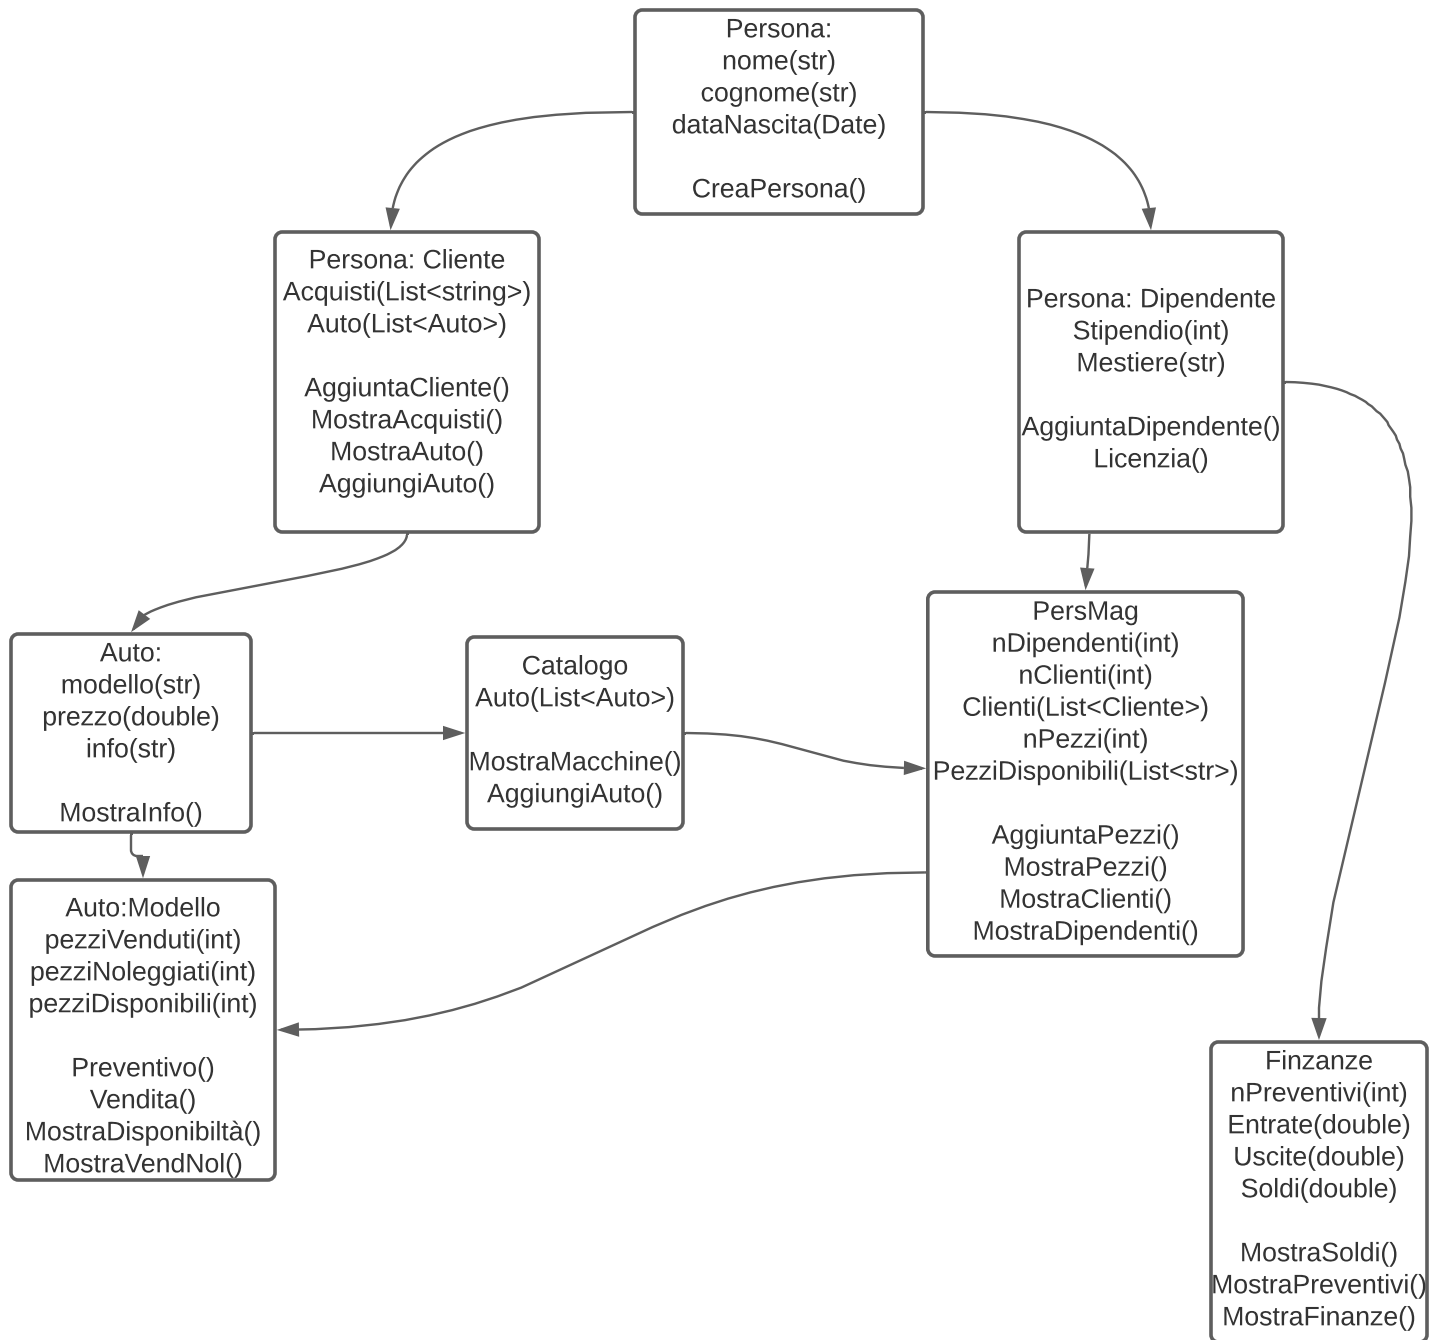 Persona:
nome(str)
cognome(str)
dataNascita(Date)
CreaPersona()
Persona: Cliente
Acquisti(List<string>)
Auto(List<Auto>)
AggiuntaCliente()
MostraAcquisti()
MostraAuto()
AggiungiAuto()
Persona: Dipendente
Stipendio(int)
Mestiere(str)
AggiuntaDipendente()
Licenzia()
Auto:
modello(str)
prezzo(double)
info(str)
MostraInfo()
Catalogo
Auto(List<Auto>)
MostraMacchine()
AggiungiAuto()
PersMag
nDipendenti(int)
nClienti(int)
Clienti(List<Cliente>)
nPezzi(int)
PezziDisponibili(List<str>)
AggiuntaPezzi()
MostraPezzi()
MostraClienti()
MostraDipendenti()
Auto:Modello
pezziVenduti(int)
pezziNoleggiati(int)
pezziDisponibili(int)
Preventivo()
Vendita()
MostraDisponibiltà()
MostraVendNol()
Finzanze
nPreventivi(int)
Entrate(double)
Uscite(double)
Soldi(double)
MostraSoldi()
MostraPreventivi()
MostraFinanze()